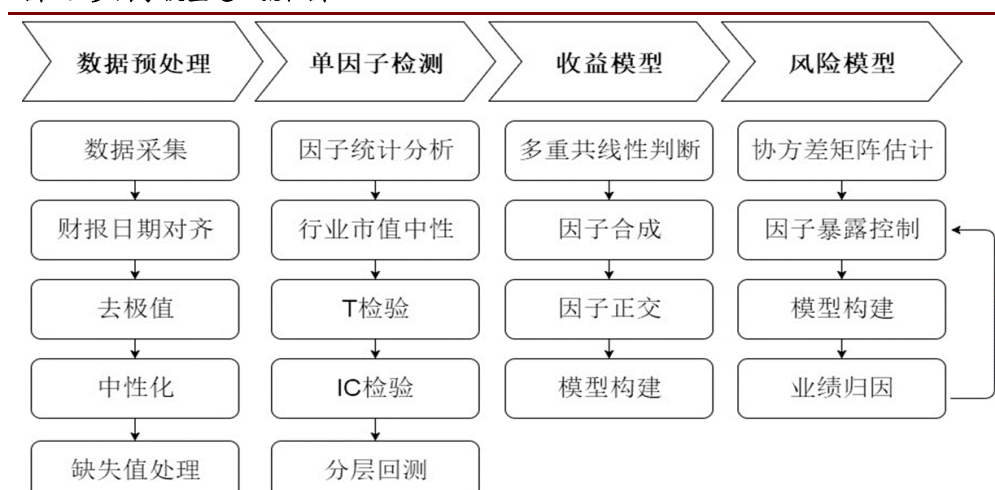 数据预处理
单因子检测
收益模型
风险模型
数据采集
财报日期对齐
去极值
中性化
缺失值处理
因子统计分析
行业市值中性
T检验
IC检验
分层回测
多重共线性判断
因子合成
因子正交
模型构建
协方差矩阵估计
因子暴露控制
模型构建
业绩归因